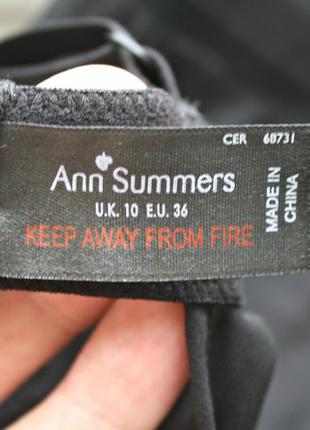 CER 68731
Ann Summers
U.K. 10 E.U. 36
KEEP AWAY FROM FIRE
MADE IN
CHINA